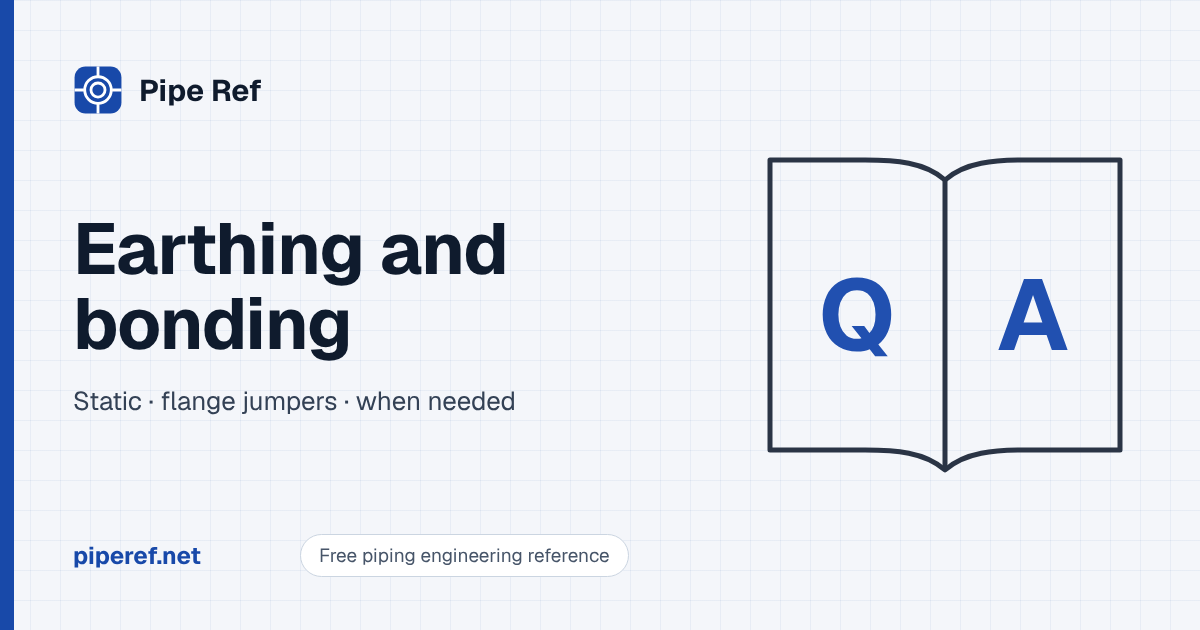 Pipe Ref
Earthing and
bonding
Static · flange jumpers · when needed
Q A
piperef.net
Free piping engineering reference